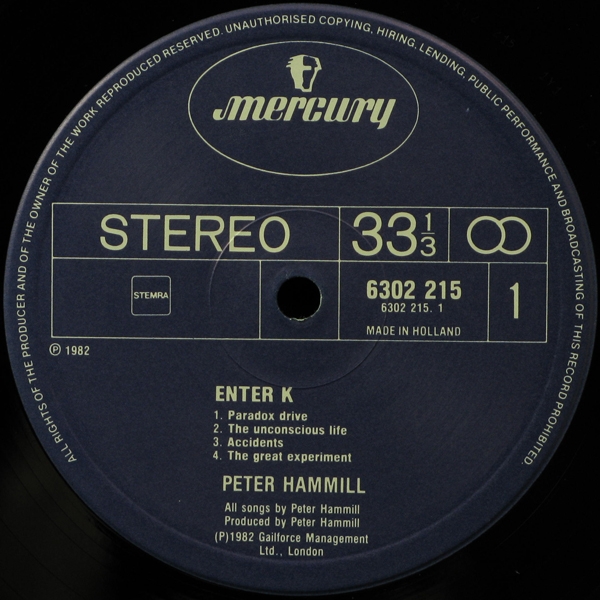 ALL RIGHTS OF THE PRODUCER AND OF THE OWNER OF THE WORK REPRODUCED RESERVED. UNAUTHORISED COPYING, HIRING, LENDING, PUBLIC PERFORMANCE AND BROADCASTING OF THIS RECORD PROHIBITED.
mercury
STEREO 33 1/3
STEMRA 6302 215 1
6302 215. 1
MADE IN HOLLAND
Ⓟ 1982
ENTER K
1. Paradox drive
2. The unconscious life
3. Accidents
4. The great experiment
PETER HAMMILL
All songs by Peter Hammill
Produced by Peter Hammill
(P)1982 Gailforce Management
Ltd., London